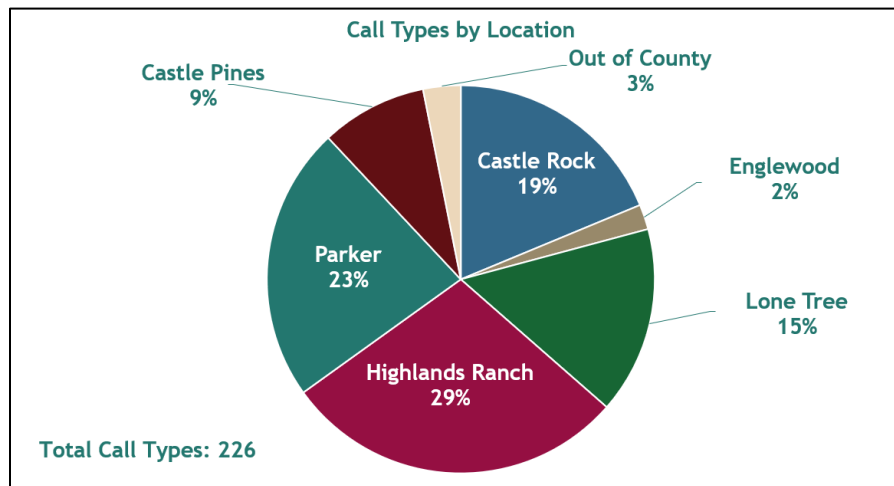 Call Types by Location
Out of County
3%
Castle Pines
9%
Castle Rock
19%
Englewood
2%
Parker
23%
Lone Tree
15%
Highlands Ranch
29%
Total Call Types: 226